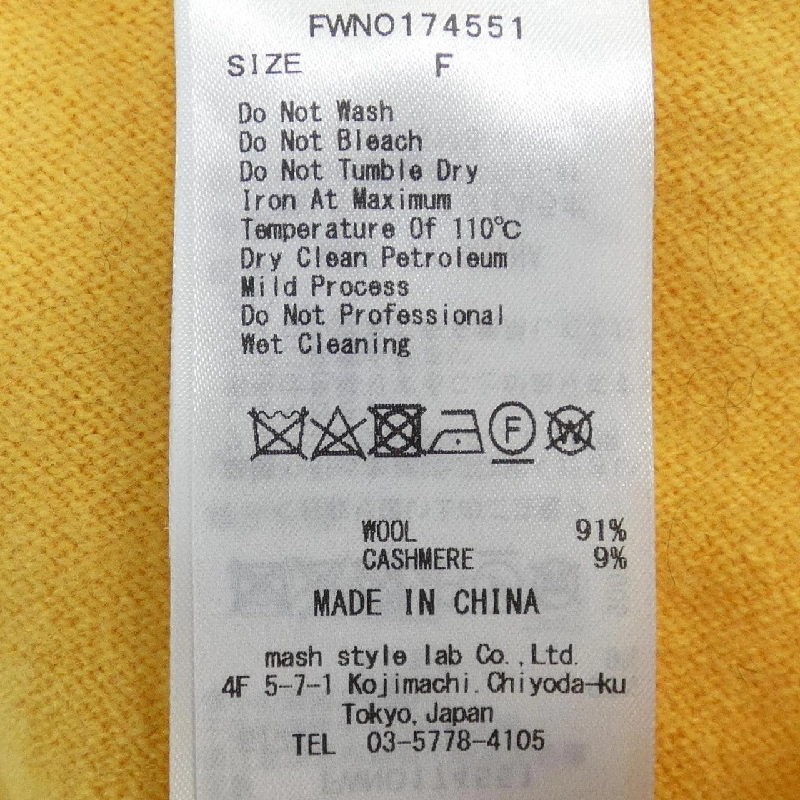 FWNO174551
SIZE F
Do Not Wash
Do Not Bleach
Do Not Tumble Dry
Iron At Maximum
Temperature Of 110℃
Dry Clean Petroleum
Mild Process
Do Not Professional
Wet Cleaning
F W
WOOL 91%
CASHMERE 9%
MADE IN CHINA
mash style lab Co.,Ltd.
4F 5-7-1 Kojimachi.Chiyoda-ku
Tokyo,Japan
TEL 03-5778-4105